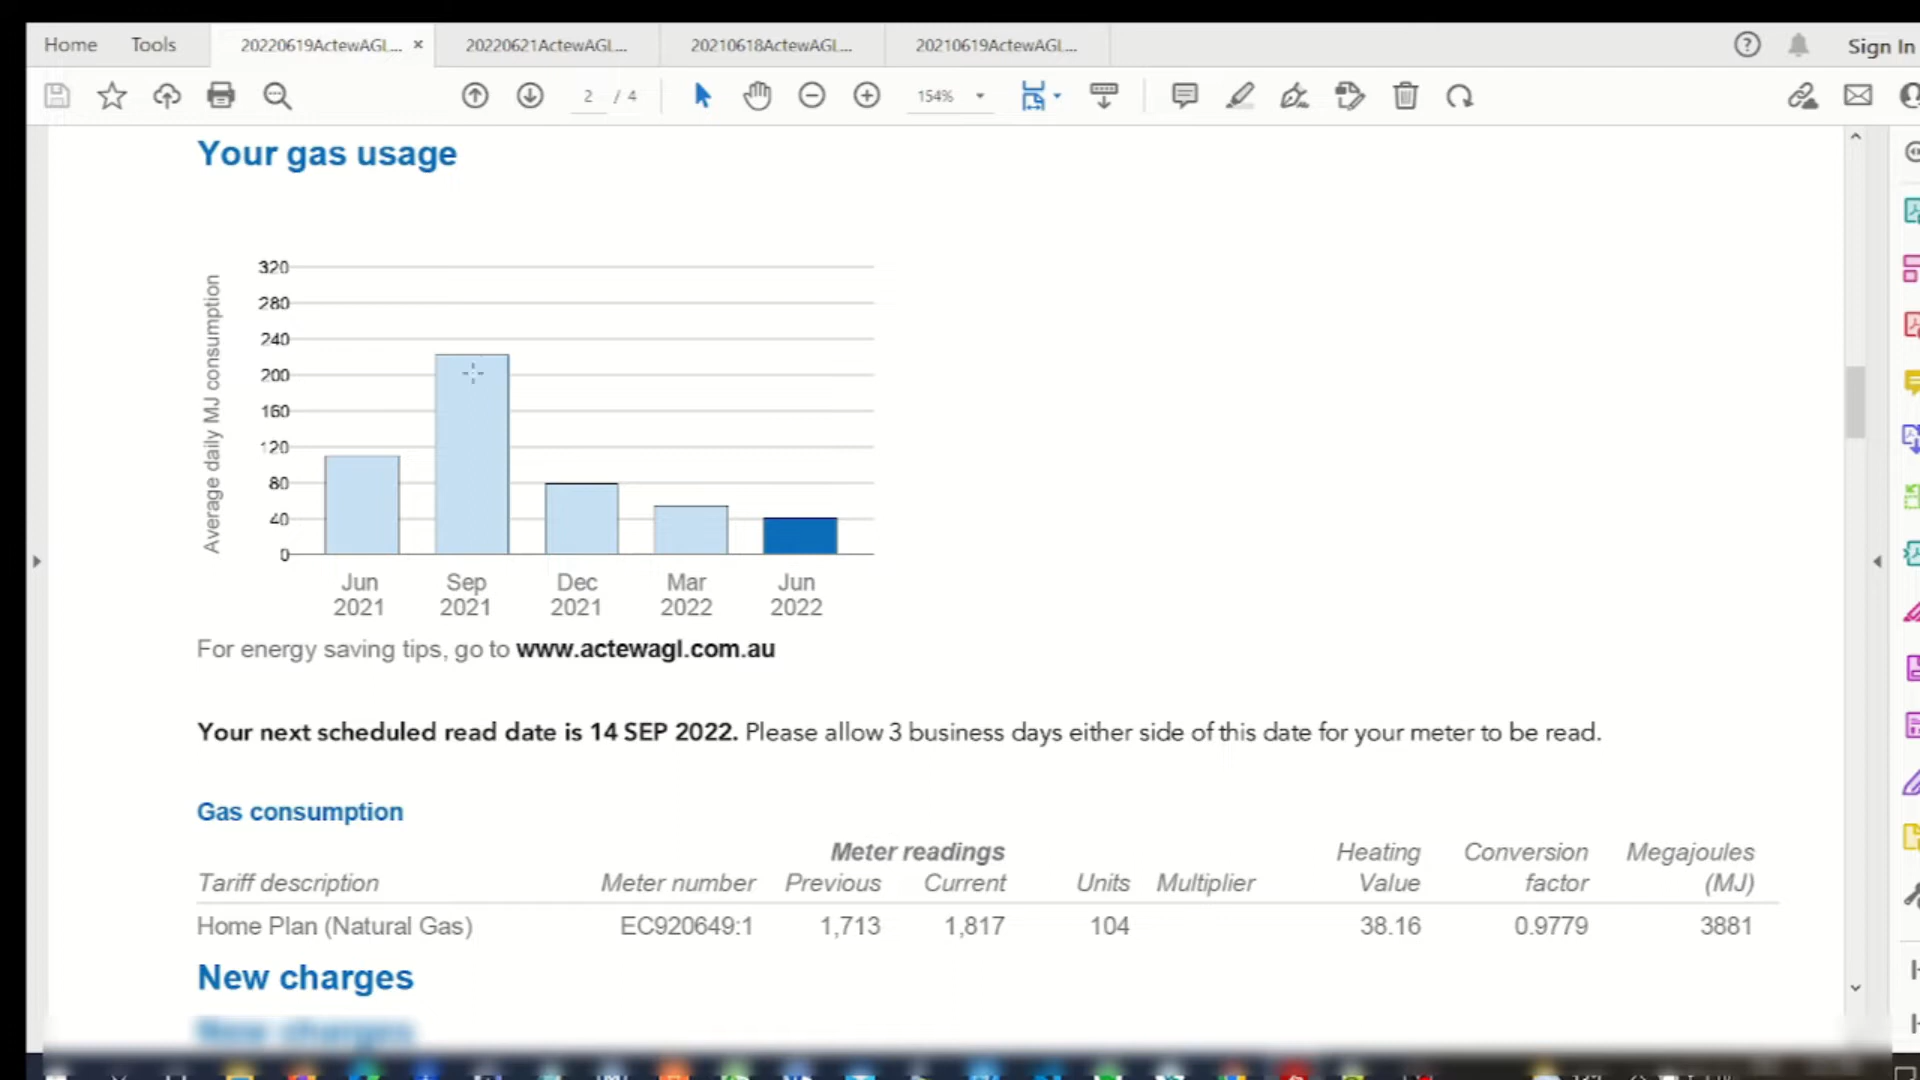 Home Tools 20220619ActewAGL... × 20220621ActewAGL... 20210618ActewAGL... 20210619ActewAGL... Sign In
2 / 4 154%
Your gas usage
Average daily MJ consumption
320
280
240
200
160
120
80
40
0
Jun 2021
Sep 2021
Dec 2021
Mar 2022
Jun 2022
For energy saving tips, go to www.actewagl.com.au
Your next scheduled read date is 14 SEP 2022. Please allow 3 business days either side of this date for your meter to be read.
Gas consumption
Meter readings Heating Conversion Megajoules
Tariff description Meter number Previous Current Units Multiplier Value factor (MJ)
Home Plan (Natural Gas) EC920649:1 1,713 1,817 104 38.16 0.9779 3881
New charges
New charges